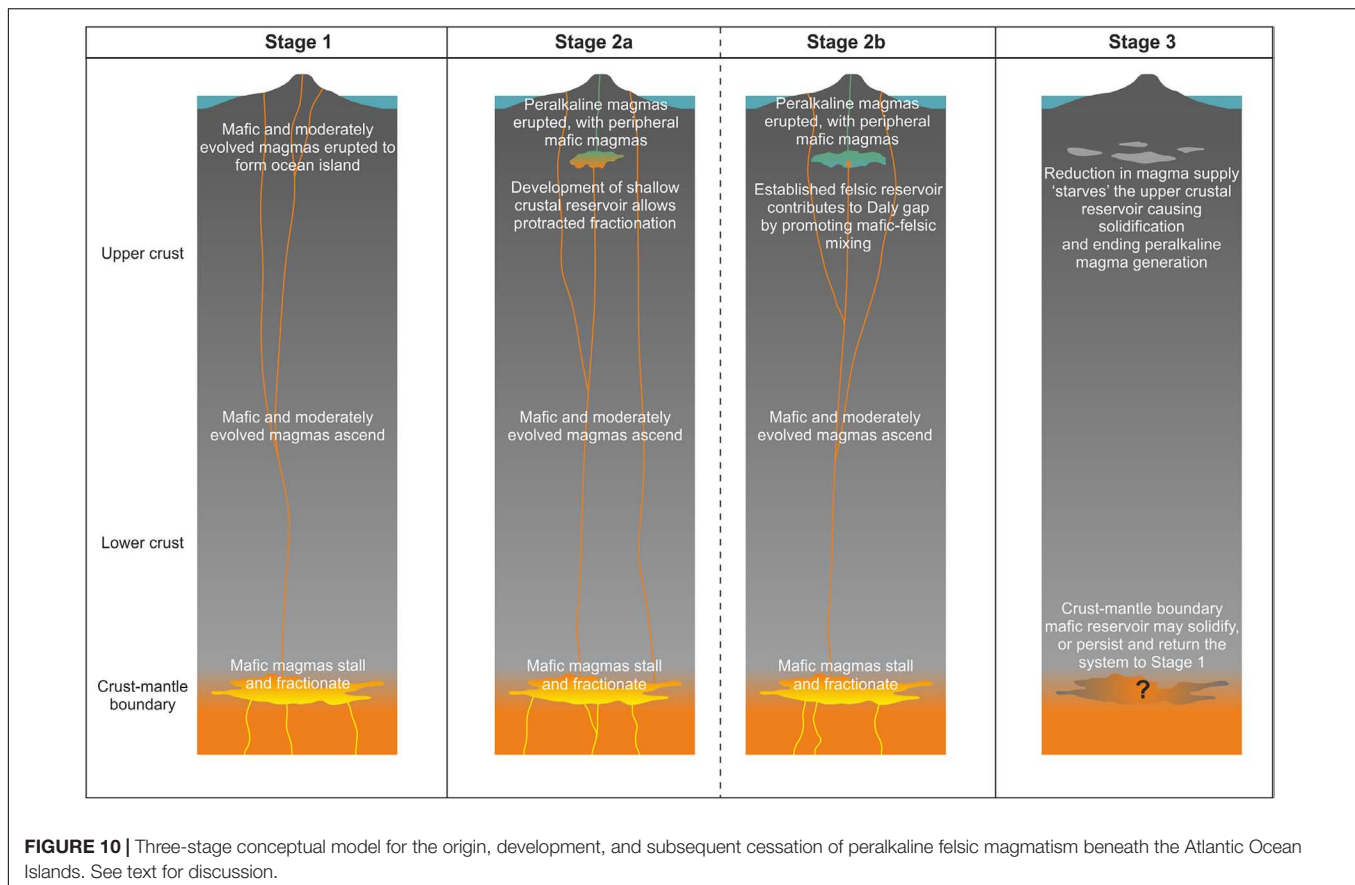 Stage 1
Stage 2a
Stage 2b
Stage 3
Upper crust
Lower crust
Crust-mantle
boundary
Mafic and moderately
evolved magmas erupted to
form ocean island
Mafic and moderately
evolved magmas ascend
Mafic magmas stall
and fractionate
Peralkaline magmas
erupted, with peripheral
mafic magmas
Development of shallow
crustal reservoir allows
protracted fractionation
Mafic and moderately
evolved magmas ascend
Mafic magmas stall
and fractionate
Peralkaline magmas
erupted, with peripheral
mafic magmas
Established felsic reservoir
contributes to Daly gap
by promoting mafic-felsic
mixing
Mafic and moderately
evolved magmas ascend
Mafic magmas stall
and fractionate
Reduction in magma supply
'starves' the upper crustal
reservoir causing
solidification
and ending peralkaline
magma generation
Crust-mantle boundary
mafic reservoir may solidify,
or persist and return the
system to Stage 1
?
FIGURE 10 | Three-stage conceptual model for the origin, development, and subsequent cessation of peralkaline felsic magmatism beneath the Atlantic Ocean
Islands. See text for discussion.